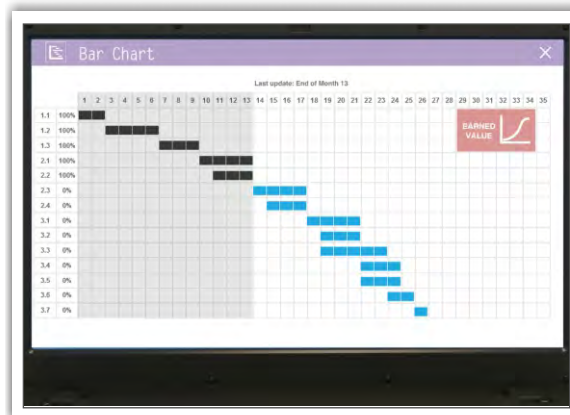 Bar Chart
Last update: End of Month 13
1 2 3 4 5 6 7 8 9 10 11 12 13 14 15 16 17 18 19 20 21 22 23 24 25 26 27 28 29 30 31 32 33 34 35
1.1 100%
1.2 100%
1.3 100%
2.1 100%
2.2 100%
2.3 0%
2.4 0%
3.1 0%
3.2 0%
3.3 0%
3.4 0%
3.5 0%
3.6 0%
3.7 0%
EARNED
VALUE